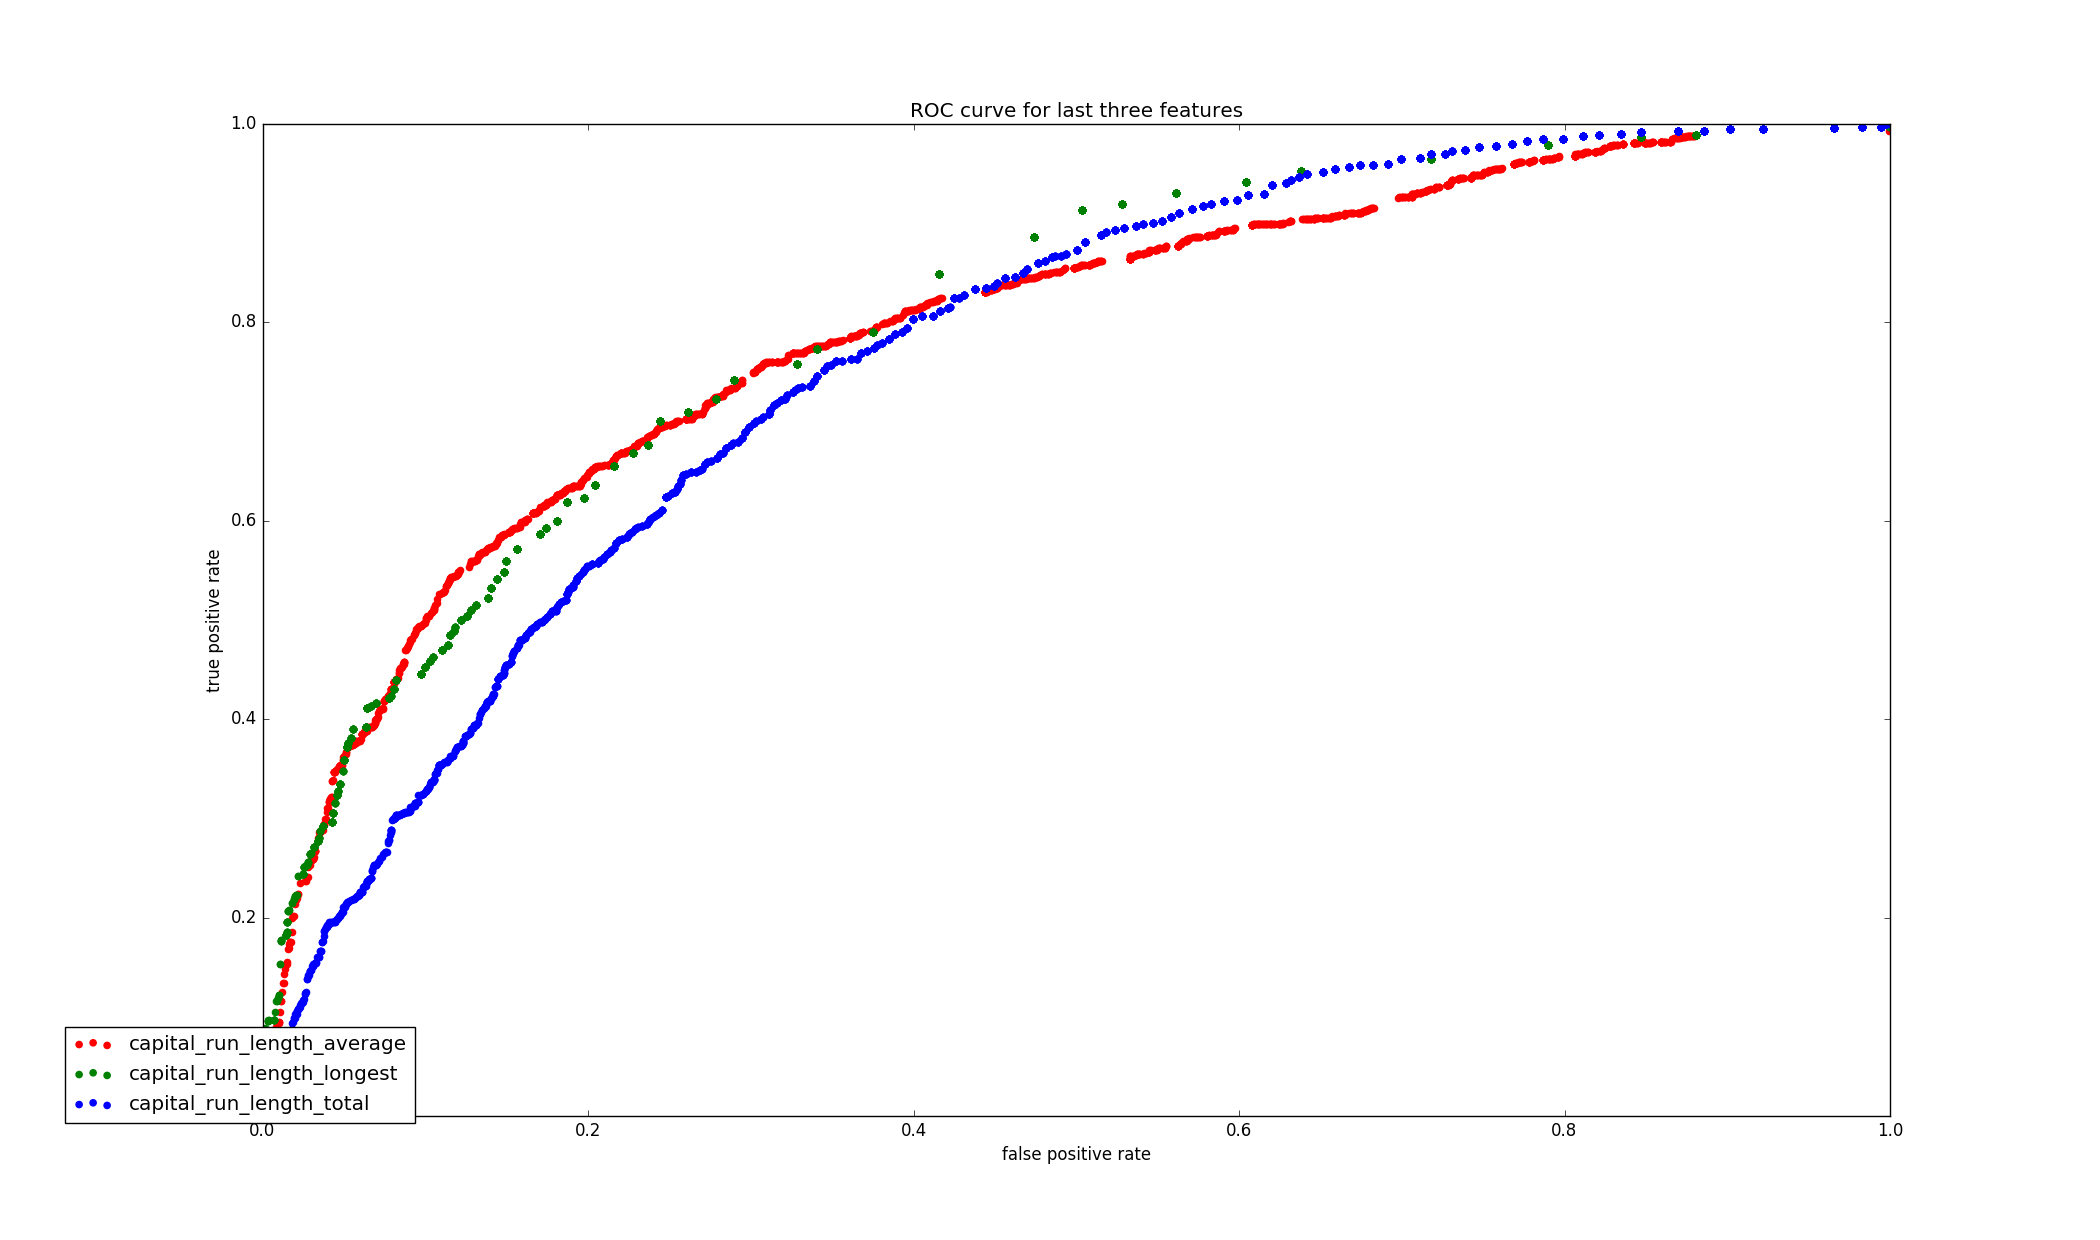 ROC curve for last three features
1.0
0.8
0.6
0.4
0.2
true positive rate
capital_run_length_average
capital_run_length_longest
capital_run_length_total
0.0 0.2 0.4 0.6 0.8 1.0
false positive rate